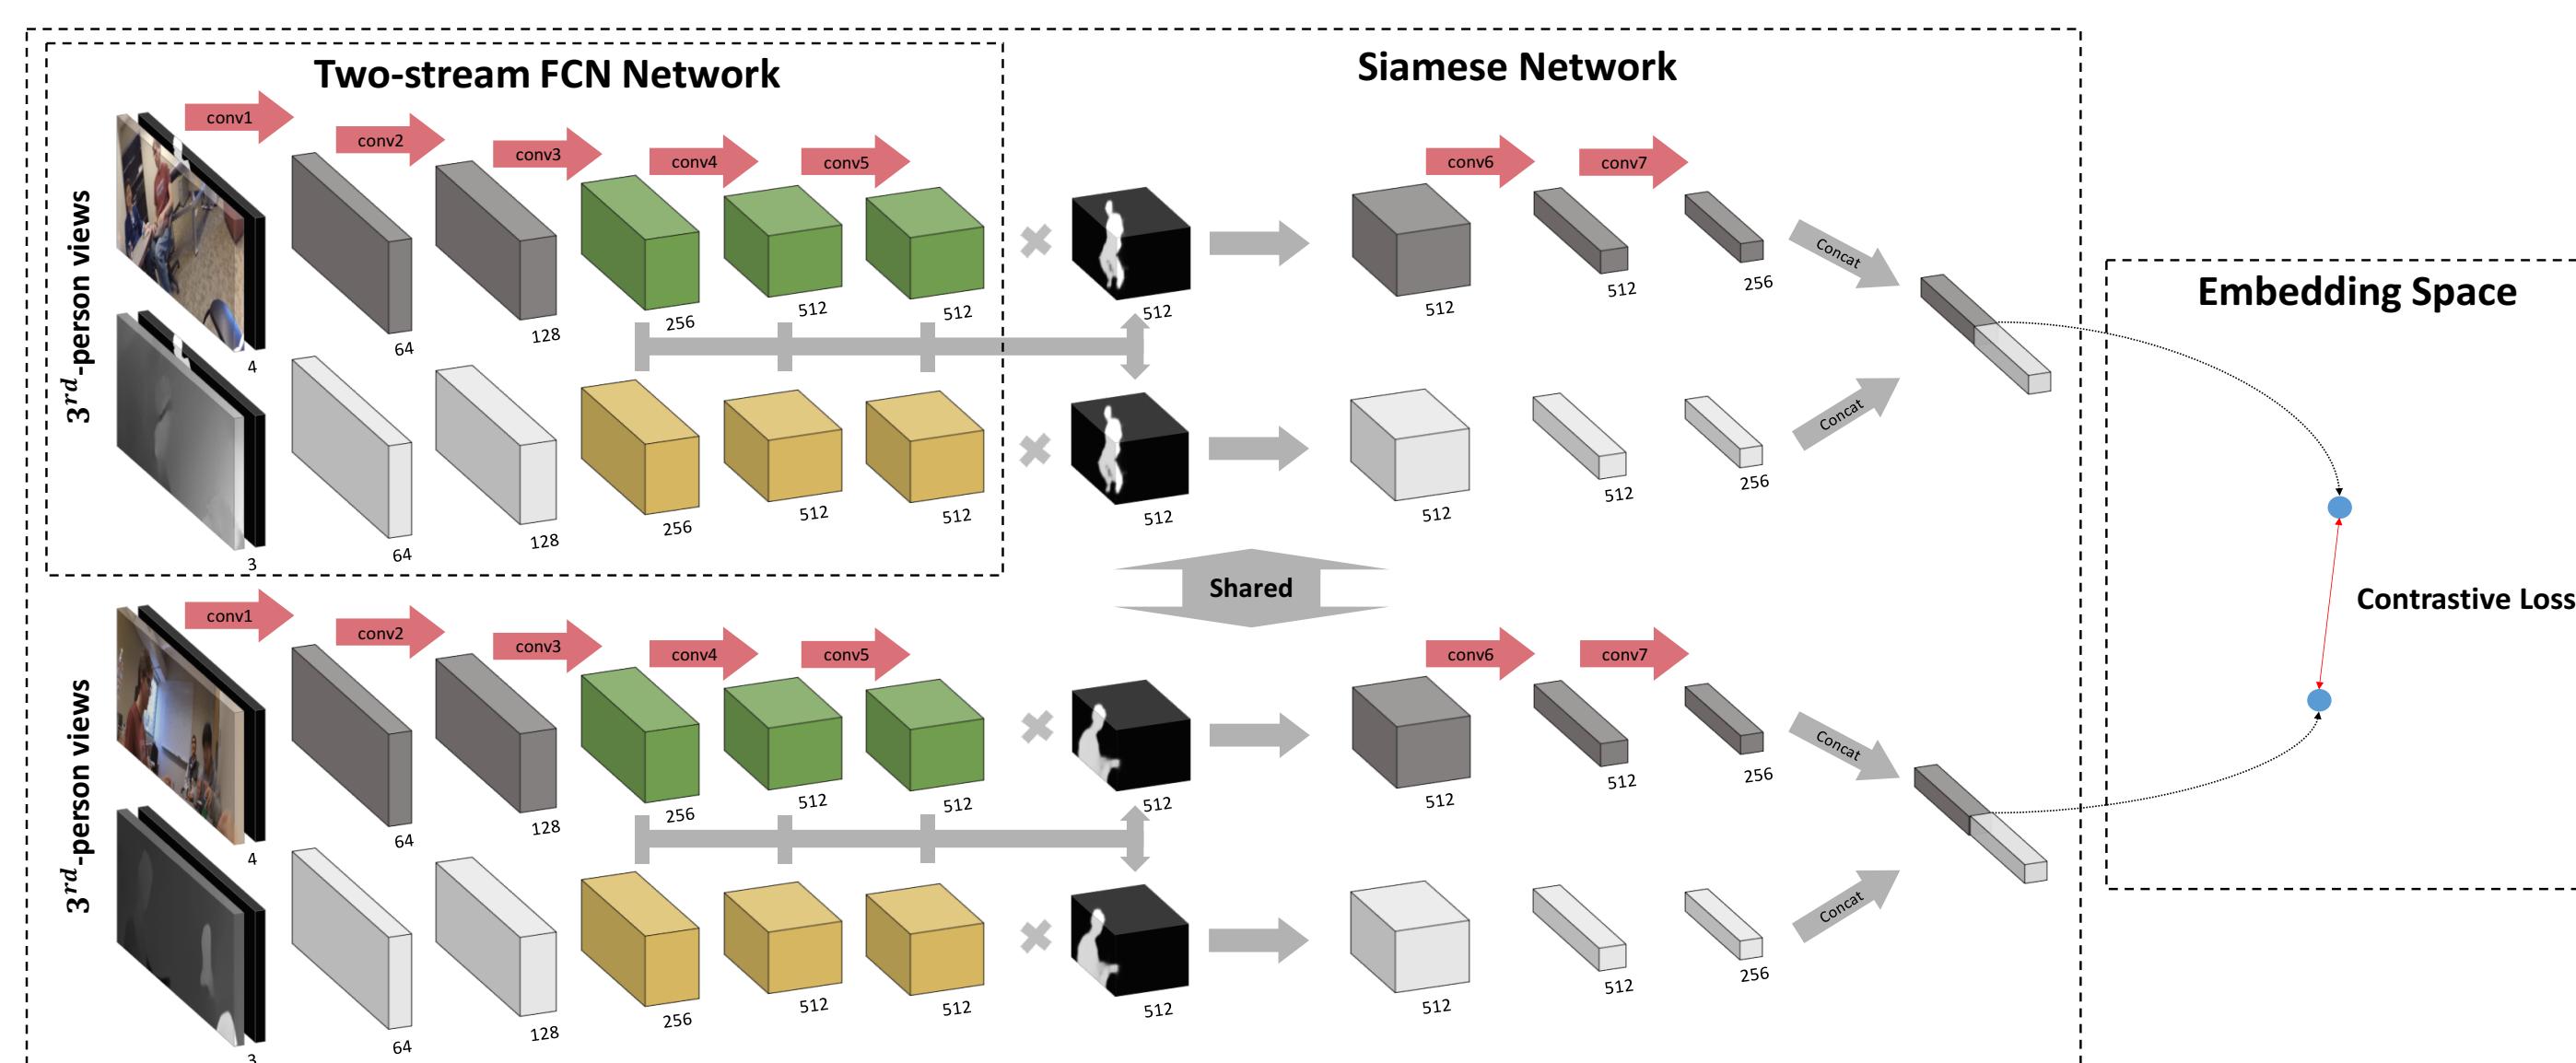 Two-stream FCN Network
Siamese Network
conv1
conv2
conv3
conv4
conv5
conv6
conv7
3rd-person views
4
64
128
256
512
512
512
512
512
256
Concat
Embedding Space
3
64
128
256
512
512
512
512
512
256
Concat
Shared
Contrastive Loss
conv1
conv2
conv3
conv4
conv5
conv6
conv7
3rd-person views
4
64
128
256
512
512
512
512
512
256
Concat
3
64
128
256
512
512
512
512
512
256
Concat